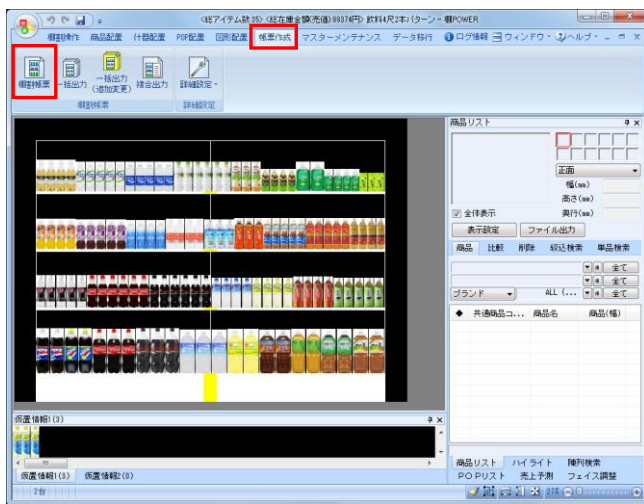 <総アイテム数:35> <総在庫金額(売価):99374円> 飲料4尺2本パターン - 棚POWER
棚割操作 商品配置 什器配置 POP配置 図形配置 帳票作成 マスターメンテナンス データ移行 ログ情報 ウィンドウ ヘルプ
棚割帳票 一括出力 一括出力(追加変更) 複合出力 詳細設定
棚割帳票 詳細設定
商品リスト
正面
幅(mm)
高さ(mm)
全体表示 奥行(mm)
表示設定 ファイル出力
商品 比較 削除 絞込検索 単品検索
全て
全て
ブランド ALL (... 全て
◆ 共通商品コ... 商品名 商品(幅)
仮置情報1(3)
仮置情報1(3) 仮置情報2(0)
商品リスト ハイライト 陳列検索
POPリスト 売上予測 フェイス調整
2台 27%